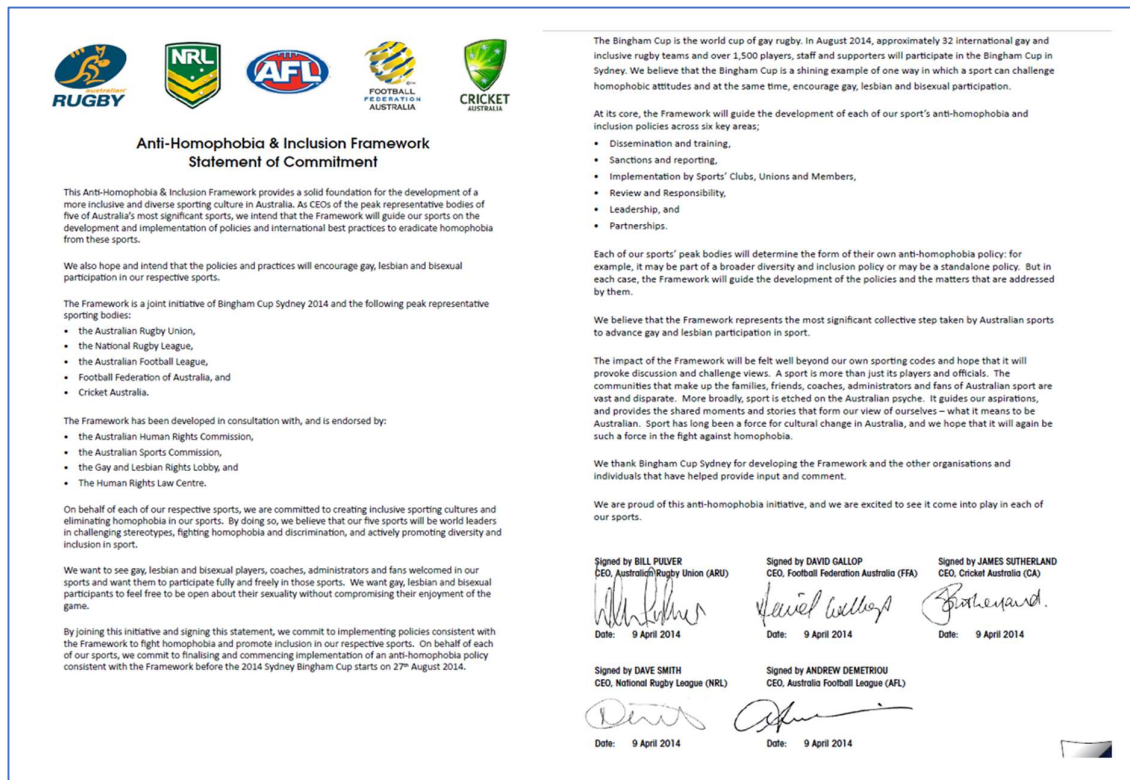 australian
RUGBY
NRL
AFL
FOOTBALL
FEDERATION
AUSTRALIA
CRICKET
AUSTRALIA
Anti-Homophobia & Inclusion Framework
Statement of Commitment
This Anti-Homophobia & Inclusion Framework provides a solid foundation for the development of a
more inclusive and diverse sporting culture in Australia. As CEOs of the peak representative bodies of
five of Australia's most significant sports, we intend that the Framework will guide our sports on the
development and implementation of policies and international best practices to eradicate homophobia
from these sports.
We also hope and intend that the policies and practices will encourage gay, lesbian and bisexual
participation in our respective sports.
The Framework is a joint initiative of Bingham Cup Sydney 2014 and the following peak representative
sporting bodies:
• the Australian Rugby Union,
• the National Rugby League,
• the Australian Football League,
• Football Federation of Australia, and
• Cricket Australia.
The Framework has been developed in consultation with, and is endorsed by:
• the Australian Human Rights Commission,
• the Australian Sports Commission,
• the Gay and Lesbian Rights Lobby, and
• The Human Rights Law Centre.
On behalf of each of our respective sports, we are committed to creating inclusive sporting cultures and
eliminating homophobia in our sports. By doing so, we believe that our five sports will be world leaders
in challenging stereotypes, fighting homophobia and discrimination, and actively promoting diversity and
inclusion in sport.
We want to see gay, lesbian and bisexual players, coaches, administrators and fans welcomed in our
sports and want them to participate fully and freely in those sports. We want gay, lesbian and bisexual
participants to feel free to be open about their sexuality without compromising their enjoyment of the
game.
By joining this initiative and signing this statement, we commit to implementing policies consistent with
the Framework to fight homophobia and promote inclusion in our respective sports. On behalf of each
of our sports, we commit to finalising and commencing implementation of an anti-homophobia policy
consistent with the Framework before the 2014 Sydney Bingham Cup starts on 27th August 2014.
The Bingham Cup is the world cup of gay rugby. In August 2014, approximately 32 international gay and
inclusive rugby teams and over 1,500 players, staff and supporters will participate in the Bingham Cup in
Sydney. We believe that the Bingham Cup is a shining example of one way in which a sport can challenge
homophobic attitudes and at the same time, encourage gay, lesbian and bisexual participation.
At its core, the Framework will guide the development of each of our sport's anti-homophobia and
inclusion policies across six key areas;
• Dissemination and training,
• Sanctions and reporting,
• Implementation by Sports' Clubs, Unions and Members,
• Review and Responsibility,
• Leadership, and
• Partnerships.
Each of our sports' peak bodies will determine the form of their own anti-homophobia policy: for
example, it may be part of a broader diversity and inclusion policy or may be a standalone policy. But in
each case, the Framework will guide the development of the policies and the matters that are addressed
by them.
We believe that the Framework represents the most significant collective step taken by Australian sports
to advance gay and lesbian participation in sport.
The impact of the Framework will be felt well beyond our own sporting codes and hope that it will
provoke discussion and challenge views. A sport is more than just its players and officials. The
communities that make up the families, friends, coaches, administrators and fans of Australian sport are
vast and disparate. More broadly, sport is etched on the Australian psyche. It guides our aspirations,
and provides the shared moments and stories that form our view of ourselves – what it means to be
Australian. Sport has long been a force for cultural change in Australia, and we hope that it will again be
such a force in the fight against homophobia.
We thank Bingham Cup Sydney for developing the Framework and the other organisations and
individuals that have helped provide input and comment.
We are proud of this anti-homophobia initiative, and we are excited to see it come into play in each of
our sports.
Signed by BILL PULVER
CEO, Australian Rugby Union (ARU)
Date: 9 April 2014
Signed by DAVID GALLOP
CEO, Football Federation Australia (FFA)
Date: 9 April 2014
Signed by JAMES SUTHERLAND
CEO, Cricket Australia (CA)
Date: 9 April 2014
Signed by DAVE SMITH
CEO, National Rugby League (NRL)
Date: 9 April 2014
Signed by ANDREW DEMETRIOU
CEO, Australia Football League (AFL)
Date: 9 April 2014